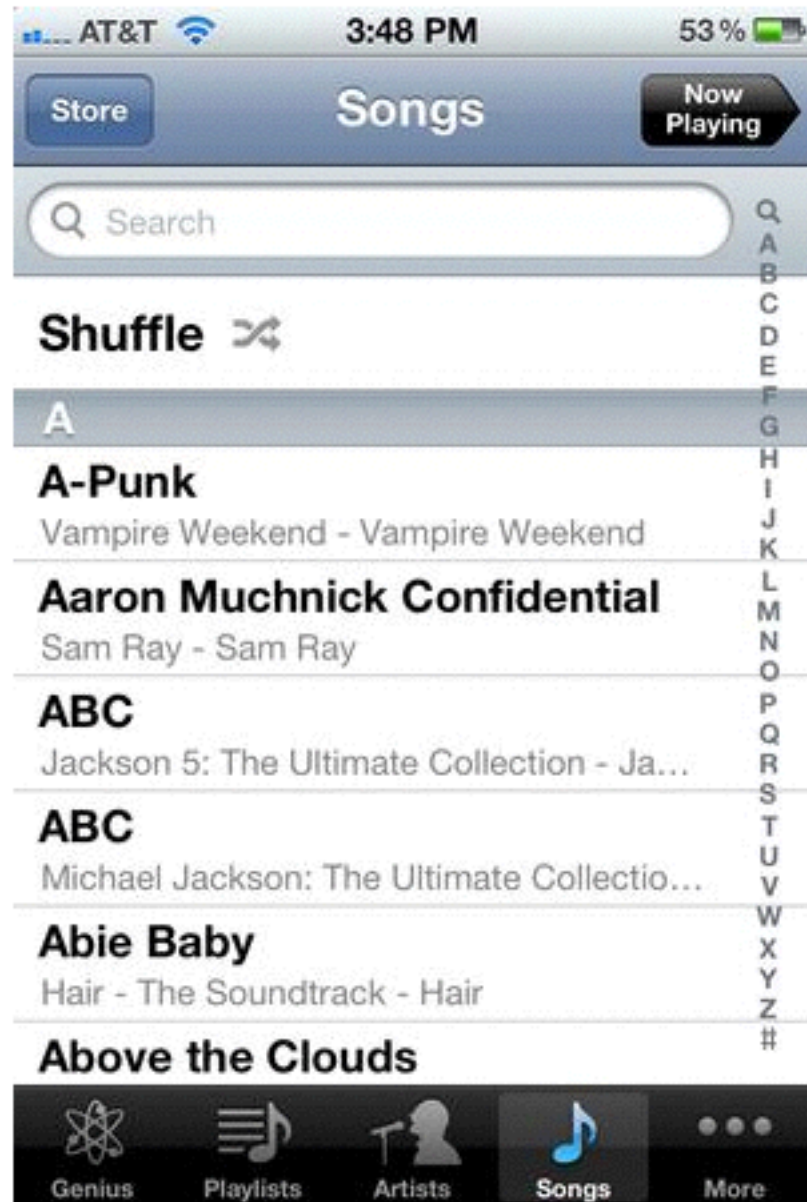 AT&T 3:48 PM 53%
Store Songs Now Playing
Search
Shuffle
A
A-Punk
Vampire Weekend - Vampire Weekend
Aaron Muchnick Confidential
Sam Ray - Sam Ray
ABC
Jackson 5: The Ultimate Collection - Ja...
ABC
Michael Jackson: The Ultimate Collectio...
Abie Baby
Hair - The Soundtrack - Hair
Above the Clouds
A
B
C
D
E
F
G
H
I
J
K
L
M
N
O
P
Q
R
S
T
U
V
W
X
Y
Z
#
Genius Playlists Artists Songs More